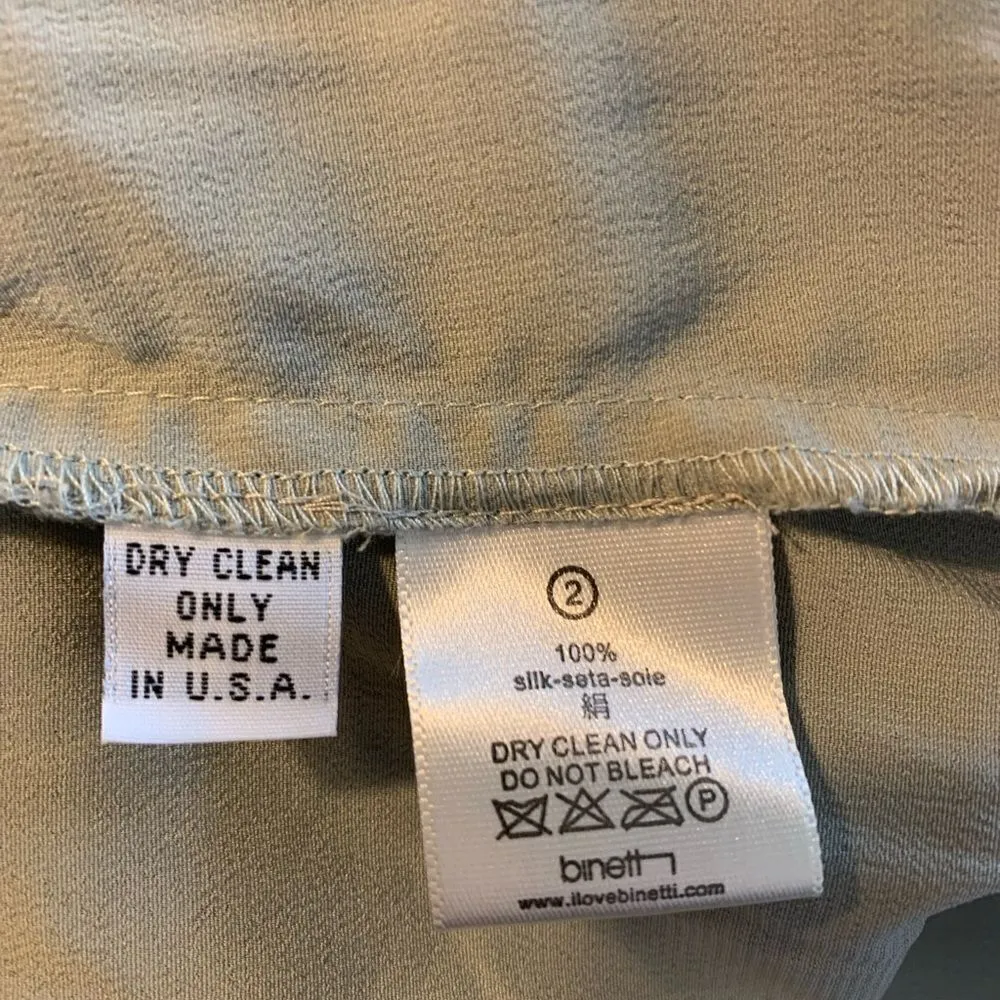 DRY CLEAN
ONLY
MADE
IN U.S.A.
2
100%
silk-seta-soie
絹
DRY CLEAN ONLY
DO NOT BLEACH
P
binetti
www.ilovebinetti.com